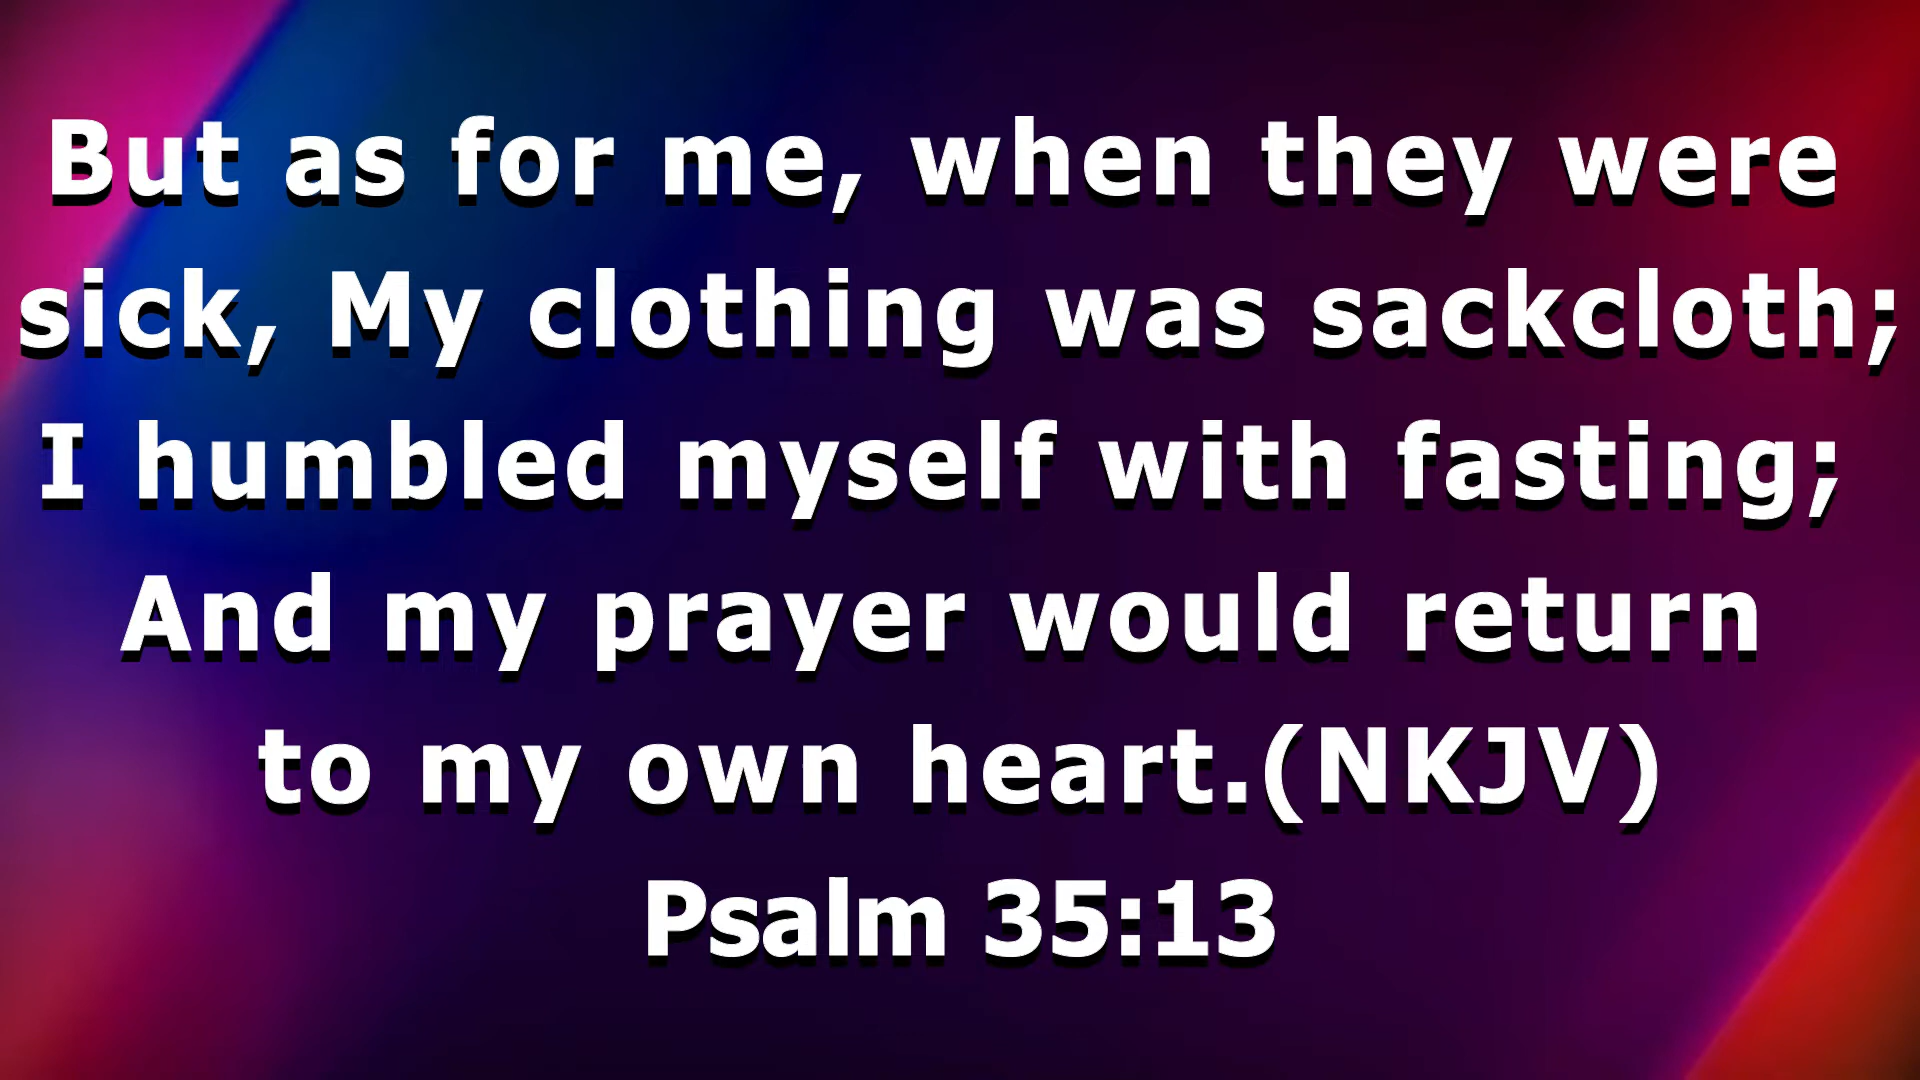 But as for me, when they were
sick, My clothing was sackcloth;
I humbled myself with fasting;
And my prayer would return
to my own heart.(NKJV)
Psalm 35:13